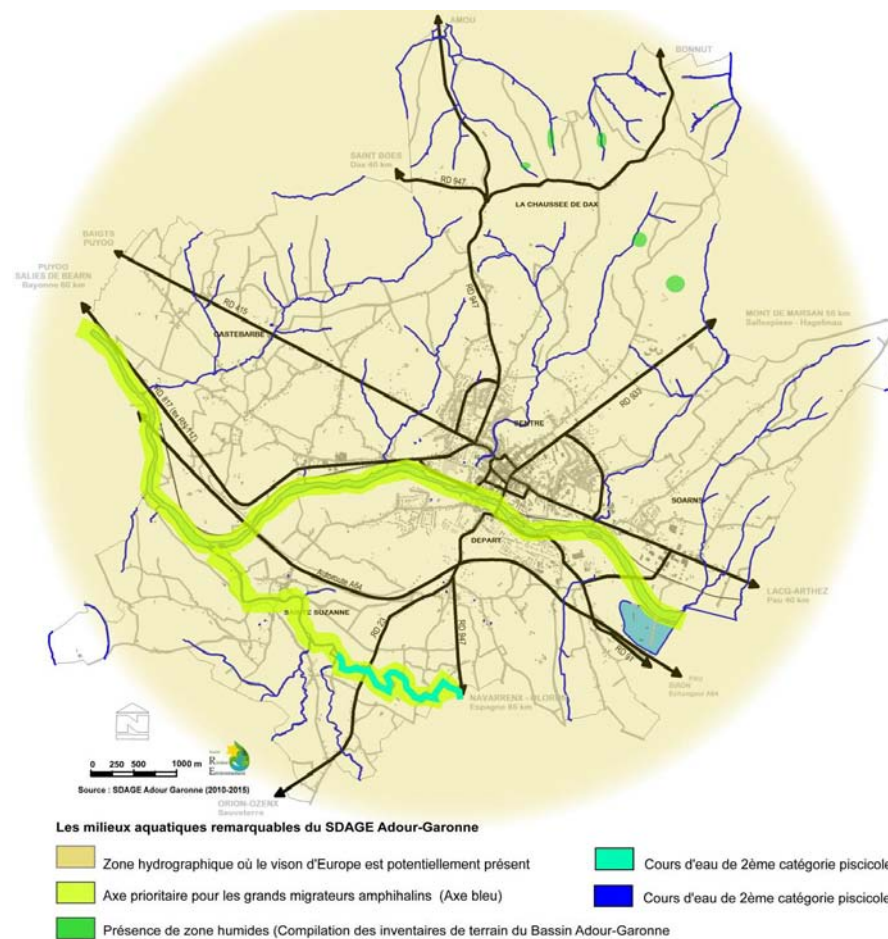 AMOU
BONNUT
SAINT BOES
Dax 40 km
RD 947
LA CHAUSSEE DE DAX
BAIGTS
PUYOO
PUYOO
SALIES DE BEARN
Bayonne 60 km
RD 415
RD 947
MONT DE MARSAN 50 km
CASTETARBE
RD 817 (ex RN 117)
RD 933
CENTRE
SOARNS
DEPART
Autoroute A64
LACQ-ARTHEZ
Pau 40 km
SAINTE SUZANNE
RD 23
RD 947
RD 91
NAVARRENX - OLORON
Espagne 80 km
N
0 250 500 1000 m
Source : SDAGE Adour Garonne (2010-2015)
ORION-OZENX
Sauveterre
Les milieux aquatiques remarquables du SDAGE Adour-Garonne
Zone hydrographique où le vison d'Europe est potentiellement présent
Cours d'eau de 2ème catégorie piscicole
Axe prioritaire pour les grands migrateurs amphihalins (Axe bleu)
Cours d'eau de 2ème catégorie piscicole
Présence de zone humides (Compilation des inventaires de terrain du Bassin Adour-Garonne